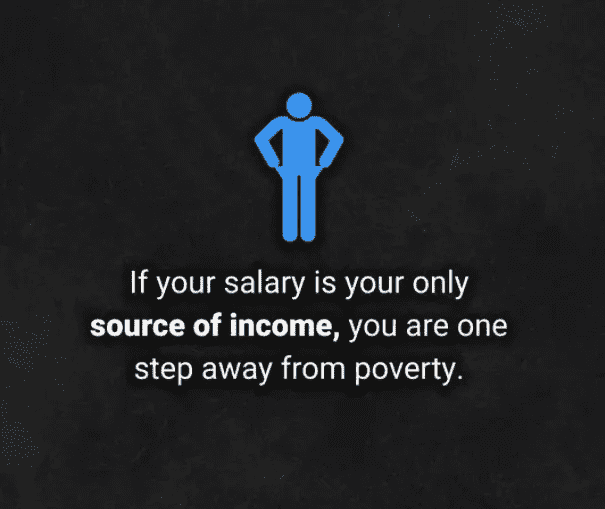 If your salary is your only
source of income, you are one
step away from poverty.